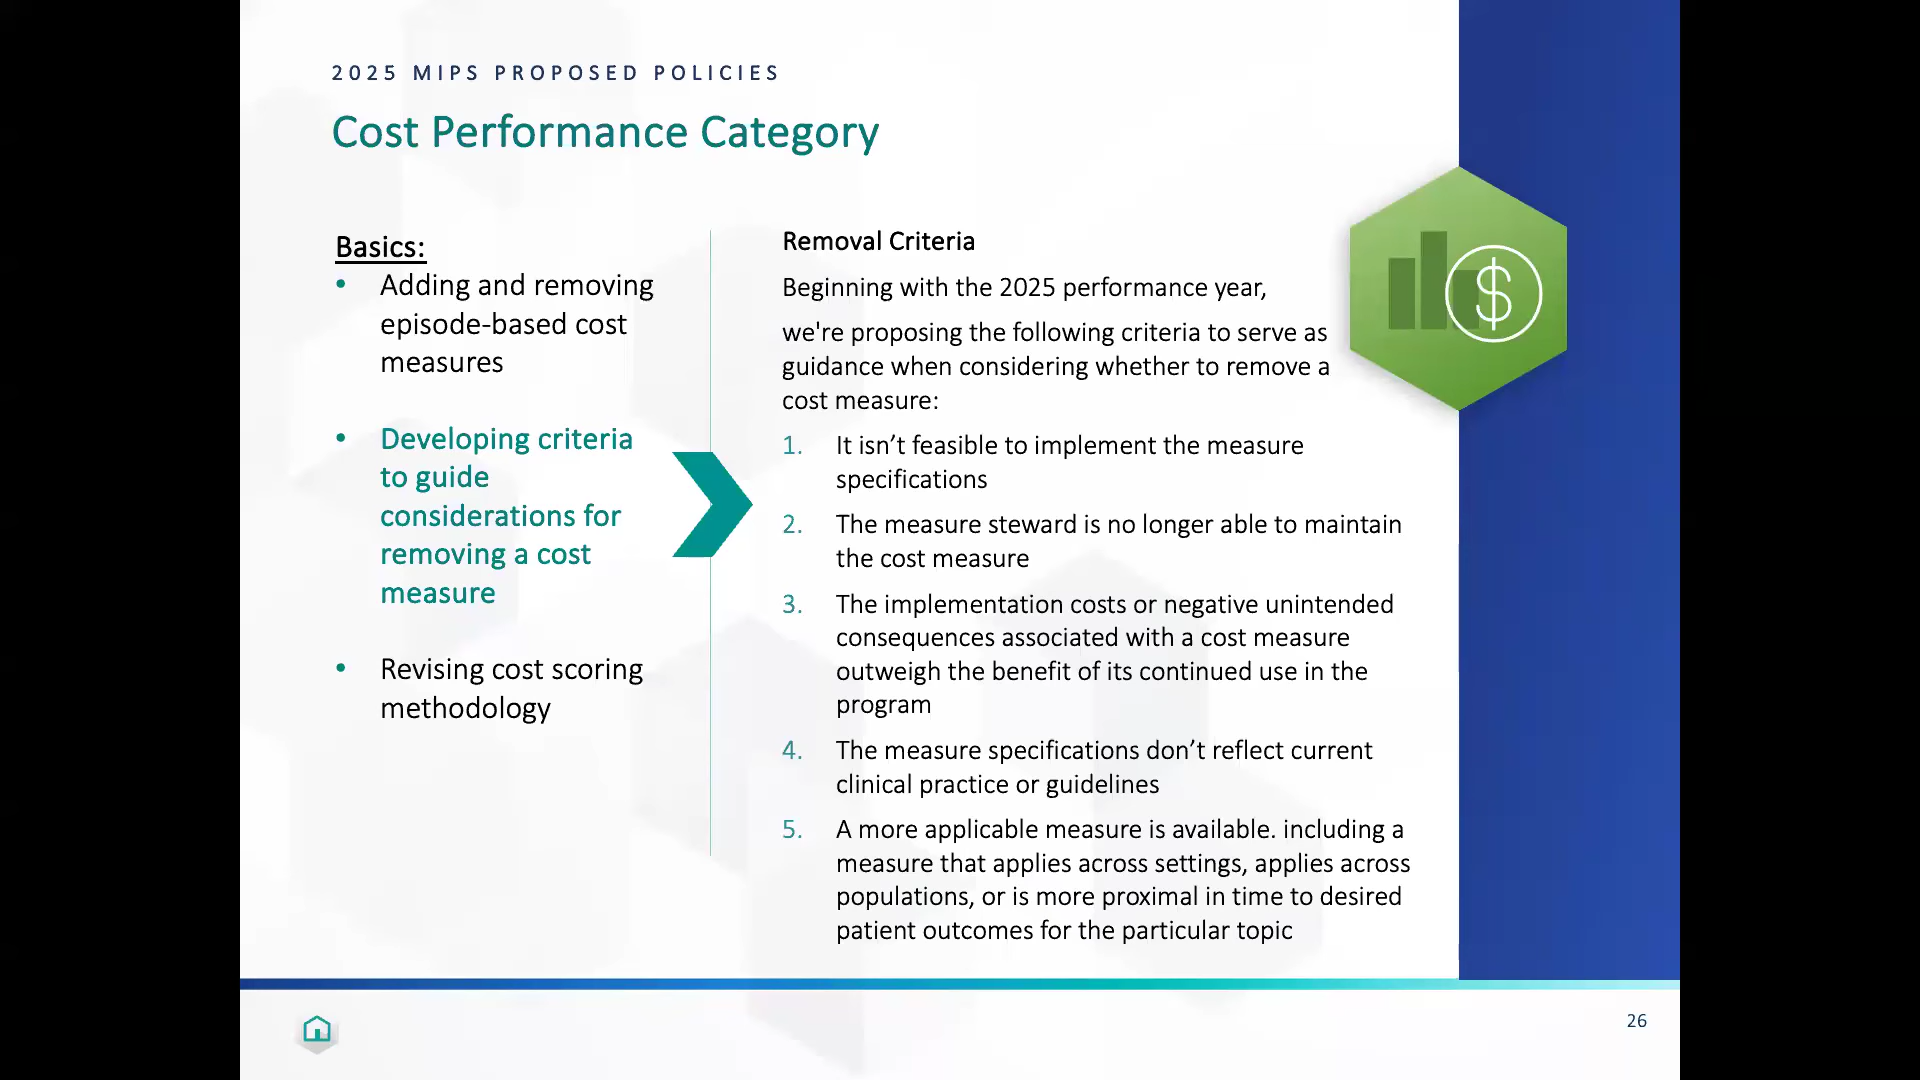 2025 MIPS PROPOSED POLICIES
Cost Performance Category
Basics:
• Adding and removing
episode-based cost
measures
• Developing criteria
to guide
considerations for
removing a cost
measure
• Revising cost scoring
methodology
Removal Criteria
Beginning with the 2025 performance year,
we're proposing the following criteria to serve as
guidance when considering whether to remove a
cost measure:
1. It isn’t feasible to implement the measure
specifications
2. The measure steward is no longer able to maintain
the cost measure
3. The implementation costs or negative unintended
consequences associated with a cost measure
outweigh the benefit of its continued use in the
program
4. The measure specifications don’t reflect current
clinical practice or guidelines
5. A more applicable measure is available. including a
measure that applies across settings, applies across
populations, or is more proximal in time to desired
patient outcomes for the particular topic
$
26